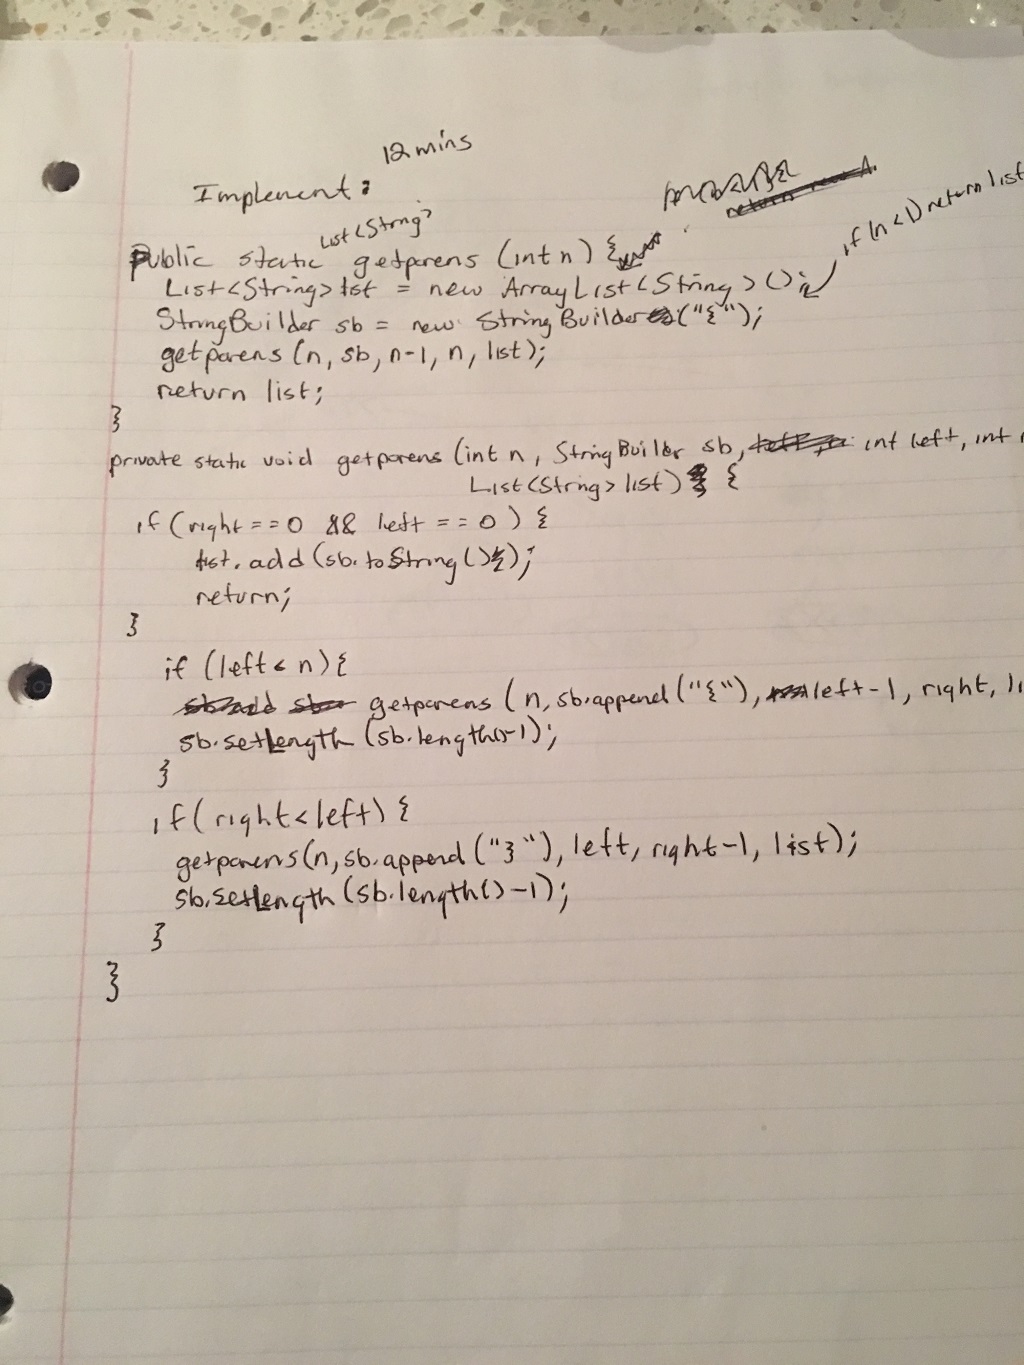 12 mins
Implement:
if (n<1) return list
List<String>
Public static getparens (int n) {
List<String> list = new ArrayList<String>();
StringBuilder sb = new StringBuilder("{");
getparens (n, sb, n-1, n, list);
return list;
}
private static void getparens (int n, StringBuilder sb, int left, int
List<String> list) {
if (right == 0 && left == 0) {
list.add(sb.toString());
return;
}
if (left < n) {
getparens (n, sb.append("{"), left-1, right, li
sb.setLength (sb.length()-1);
}
if (right < left) {
getparens(n, sb.append("}"), left, right-1, list);
sb.setLength (sb.length()-1);
}
}